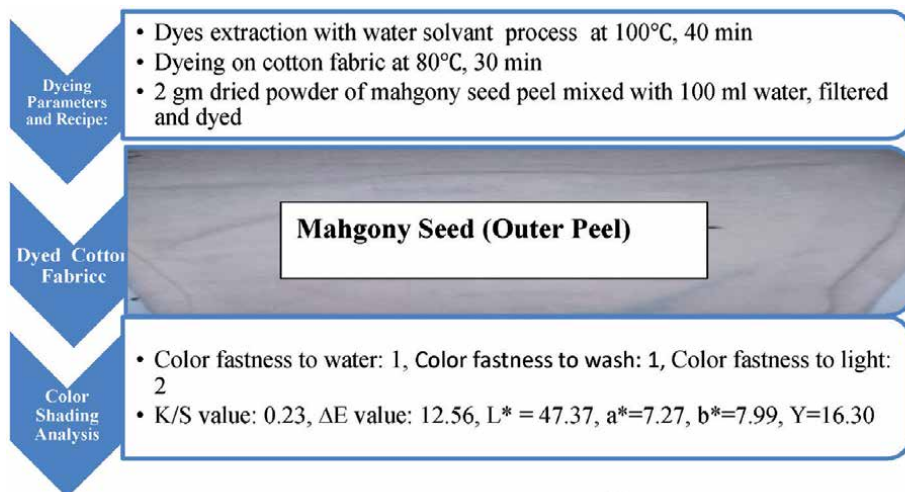 Dyeing
Parameters
and Recipe:
• Dyes extraction with water solvant process at 100℃, 40 min
• Dyeing on cotton fabric at 80℃, 30 min
• 2 gm dried powder of mahgony seed peel mixed with 100 ml water, filtered
and dyed
Dyed Cotton
Fabricc
Mahgony Seed (Outer Peel)
Color
Shading
Analysis
• Color fastness to water: 1, Color fastness to wash: 1, Color fastness to light:
2
• K/S value: 0.23, ΔE value: 12.56, L* = 47.37, a*=7.27, b*=7.99, Y=16.30